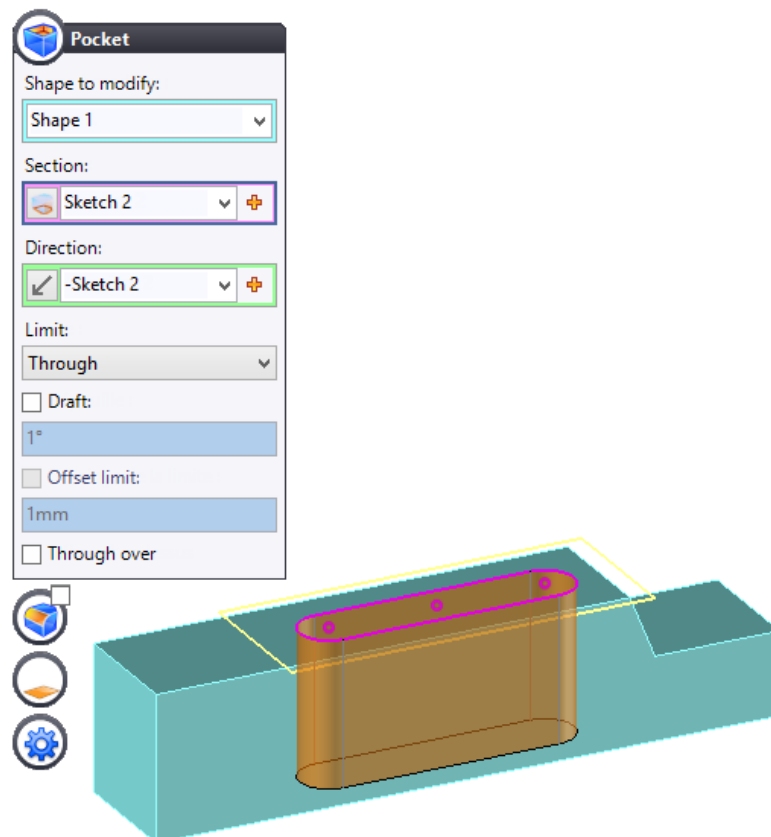 Pocket
Shape to modify:
Shape 1
Section:
Sketch 2
Direction:
-Sketch 2
Limit:
Through
Draft:
1°
Offset limit:
1mm
Through over